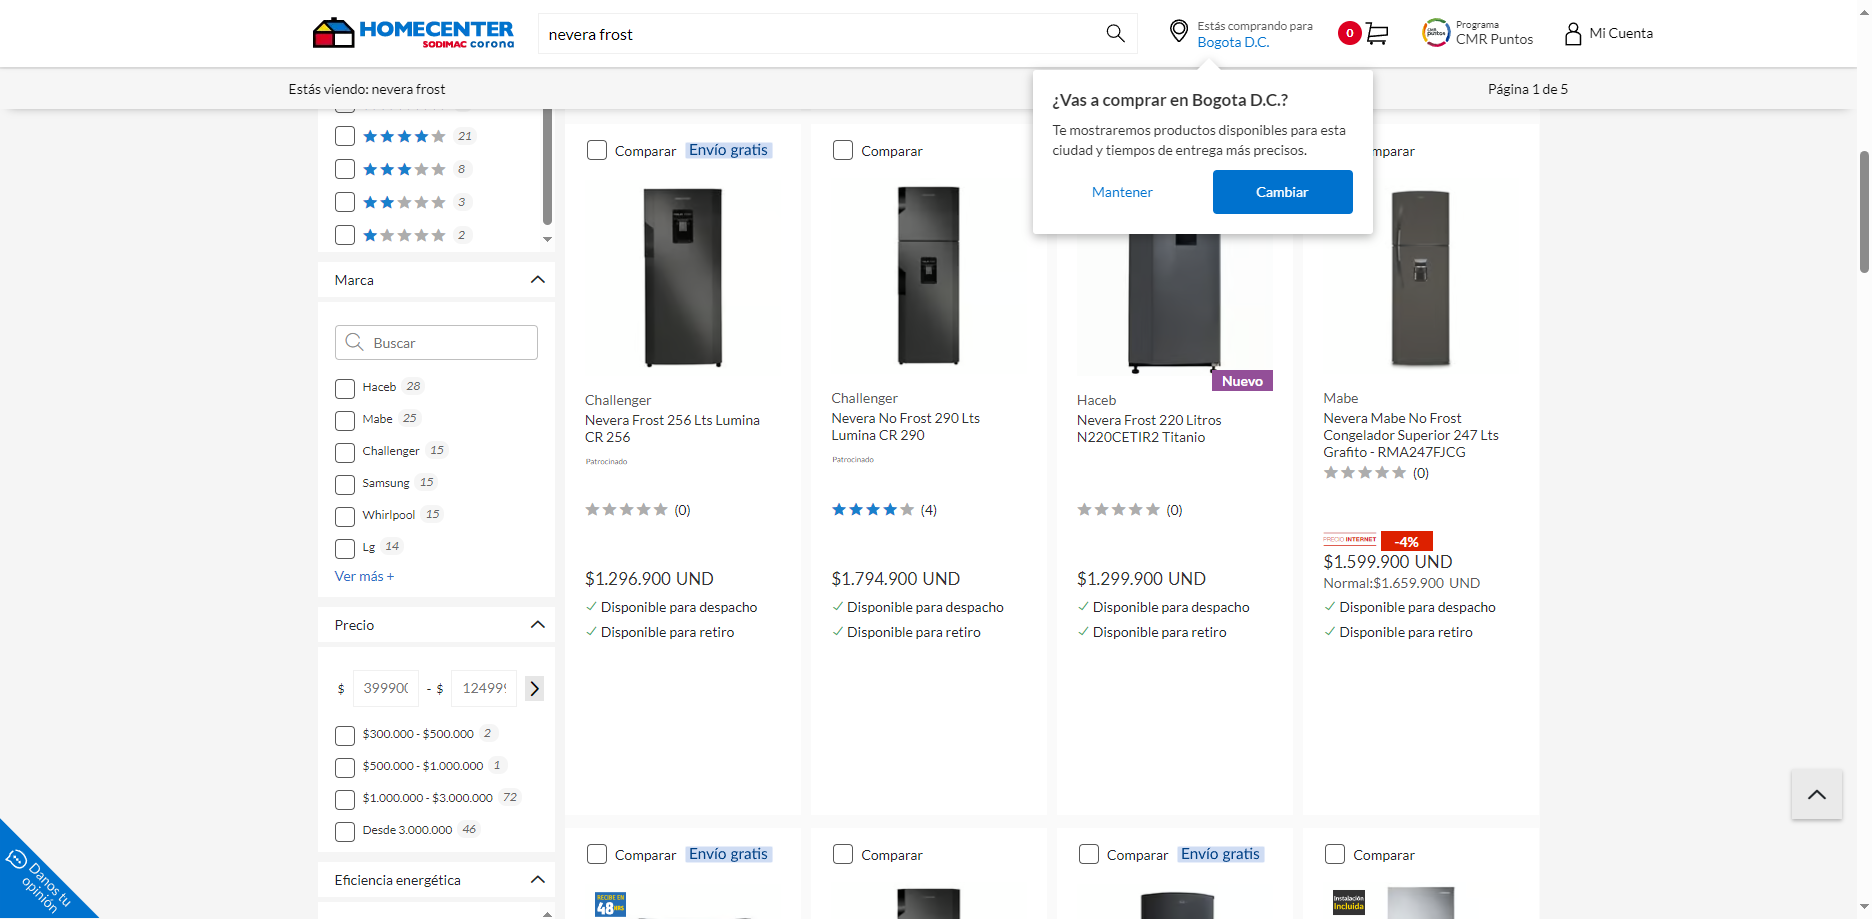 HOMECENTER
SODIMAC corona
nevera frost
Estás comprando para
Bogota D.C.
0
CMR
puntos
Programa
CMR Puntos
Mi Cuenta
Estás viendo: nevera frost
Página 1 de 5
¿Vas a comprar en Bogota D.C.?
Te mostraremos productos disponibles para esta
ciudad y tiempos de entrega más precisos.
Mantener
Cambiar
21
8
3
2
Marca
Buscar
Haceb 28
Mabe 25
Challenger 15
Samsung 15
Whirlpool 15
Lg 14
Ver más +
Precio
$ 399900 - $ 12499
$300.000 - $500.000 2
$500.000 - $1.000.000 1
$1.000.000 - $3.000.000 72
Desde 3.000.000 46
Eficiencia energética
Danos tu
opinión
Comparar Envío gratis
Challenger
Nevera Frost 256 Lts Lumina
CR 256
Patrocinado
(0)
$1.296.900 UND
Disponible para despacho
Disponible para retiro
Comparar
Challenger
Nevera No Frost 290 Lts
Lumina CR 290
Patrocinado
(4)
$1.794.900 UND
Disponible para despacho
Disponible para retiro
Nuevo
Haceb
Nevera Frost 220 Litros
N220CETIR2 Titanio
(0)
$1.299.900 UND
Disponible para despacho
Disponible para retiro
mparar
Mabe
Nevera Mabe No Frost
Congelador Superior 247 Lts
Grafito - RMA247FJCG
(0)
PRECIO INTERNET -4%
$1.599.900 UND
Normal:$1.659.900 UND
Disponible para despacho
Disponible para retiro
Comparar Envío gratis
RECIBE EN
48HRS
Comparar
Comparar Envío gratis
Comparar
Instalación
Incluida